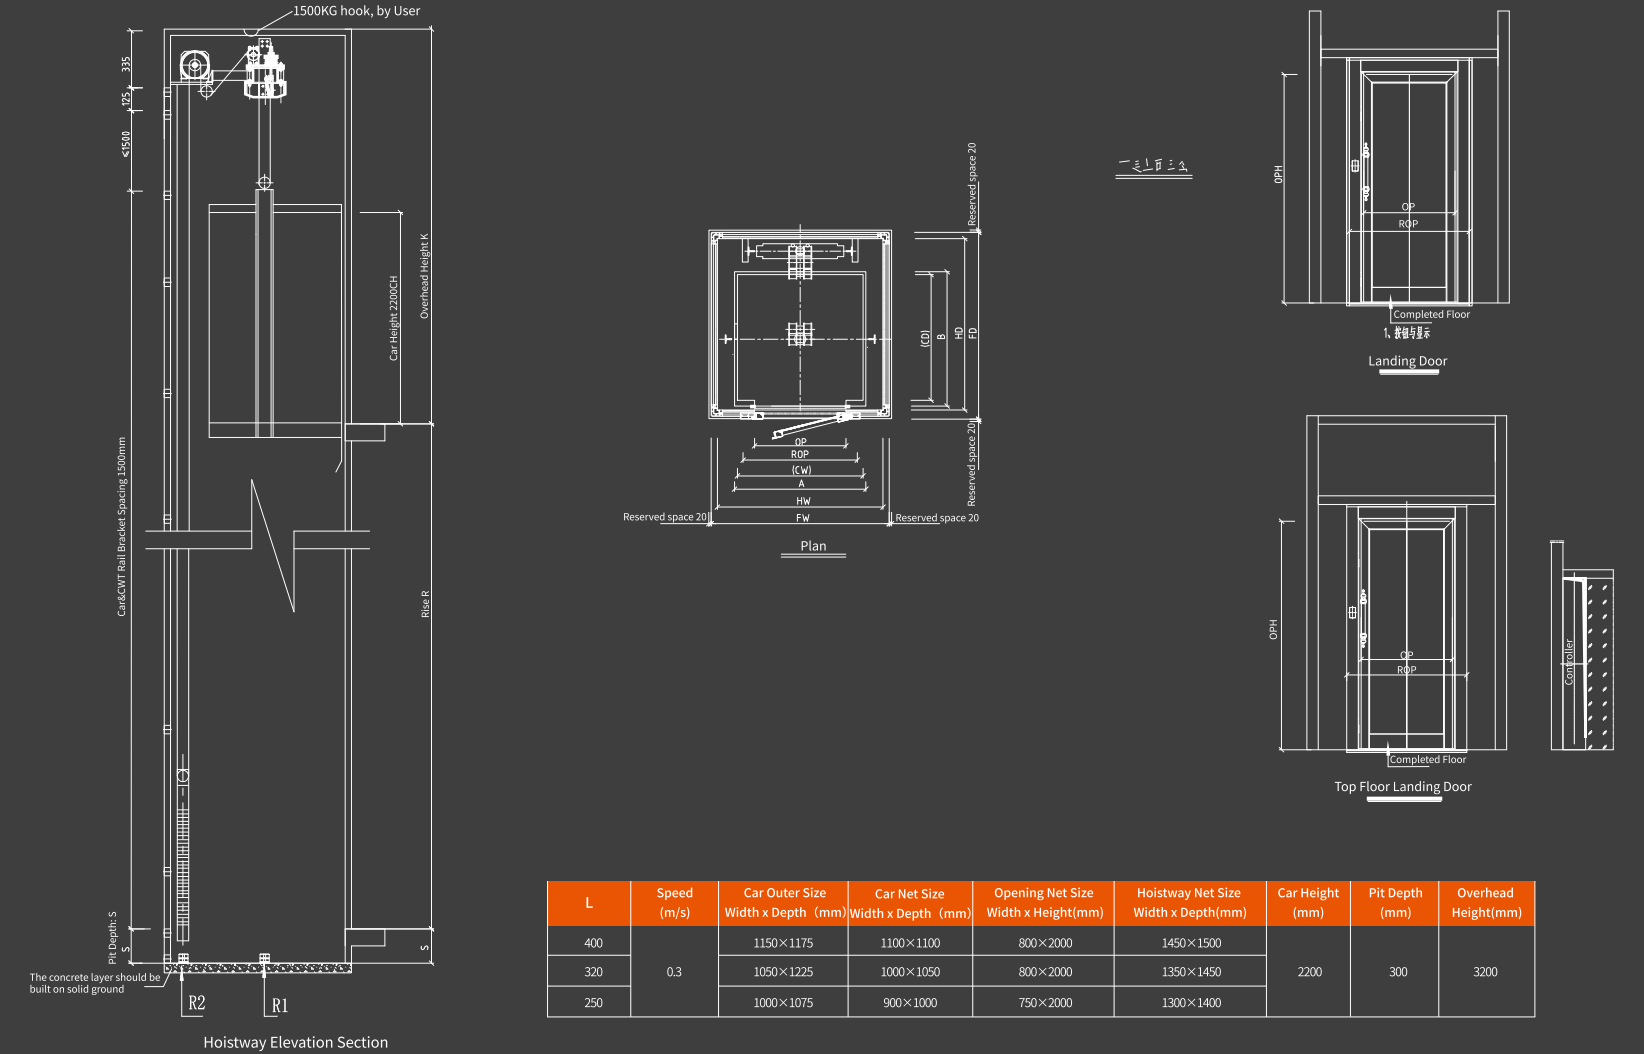 1500KG hook, by User
335
125
≤1500
Car Height 2200CH
Overhead Height K
Car&CWT Rail Bracket Spacing 1500mm
Rise R
Pit Depth: S
S
S
The concrete layer should be
built on solid ground
R2
R1
Hoistway Elevation Section
Reserved space 20
(CD)
B
HD
FD
Reserved space 20
OP
ROP
(CW)
A
HW
FW
Reserved space 20
Reserved space 20
Plan
OPH
OP
ROP
Completed Floor
1、按钮与显示
Landing Door
OPH
OP
ROP
Completed Floor
Top Floor Landing Door
Controller
L Speed (m/s) Car Outer Size Width x Depth（mm） Car Net Size Width x Depth（mm） Opening Net Size Width x Height(mm) Hoistway Net Size Width x Depth(mm) Car Height (mm) Pit Depth (mm) Overhead Height(mm)
400 1150×1175 1100×1100 800×2000 1450×1500
320 0.3 1050×1225 1000×1050 800×2000 1350×1450 2200 300 3200
250 1000×1075 900×1000 750×2000 1300×1400